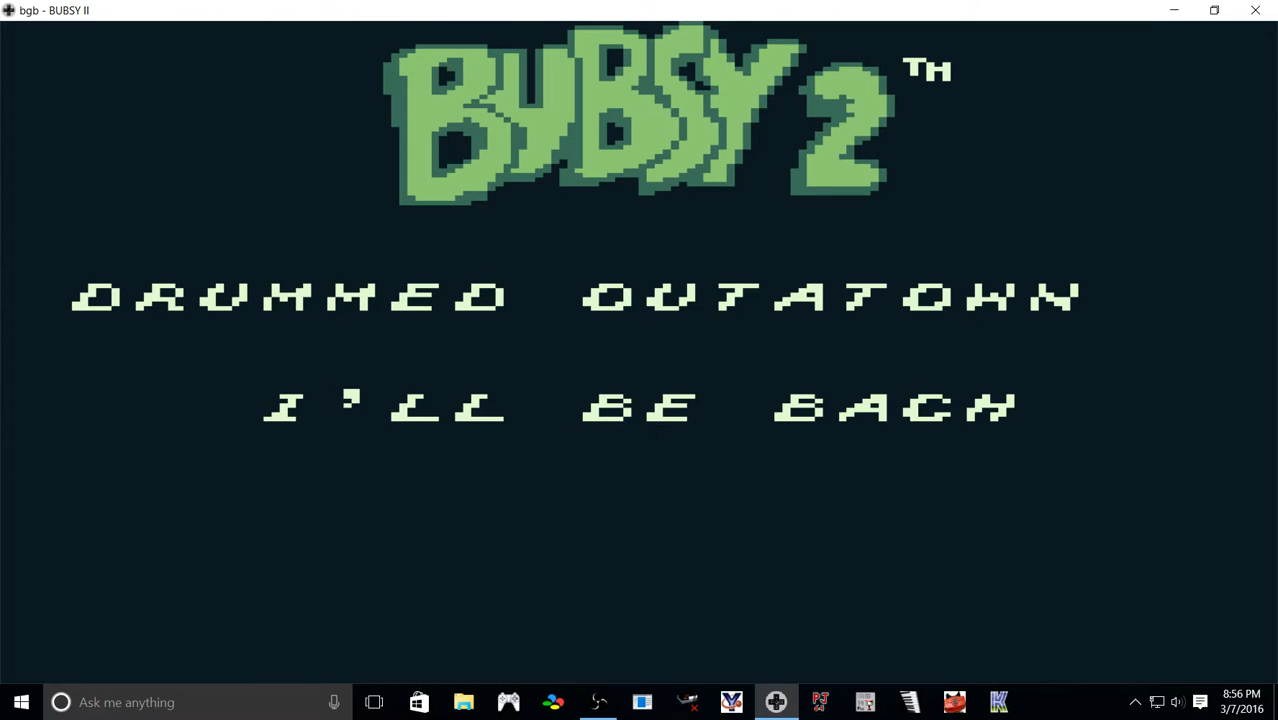 bgb - BUBSY II
BUBSY 2 TM
DRUMMED OUTATOWN
I'LL BE BACK
Ask me anything
8:56 PM
3/7/2016